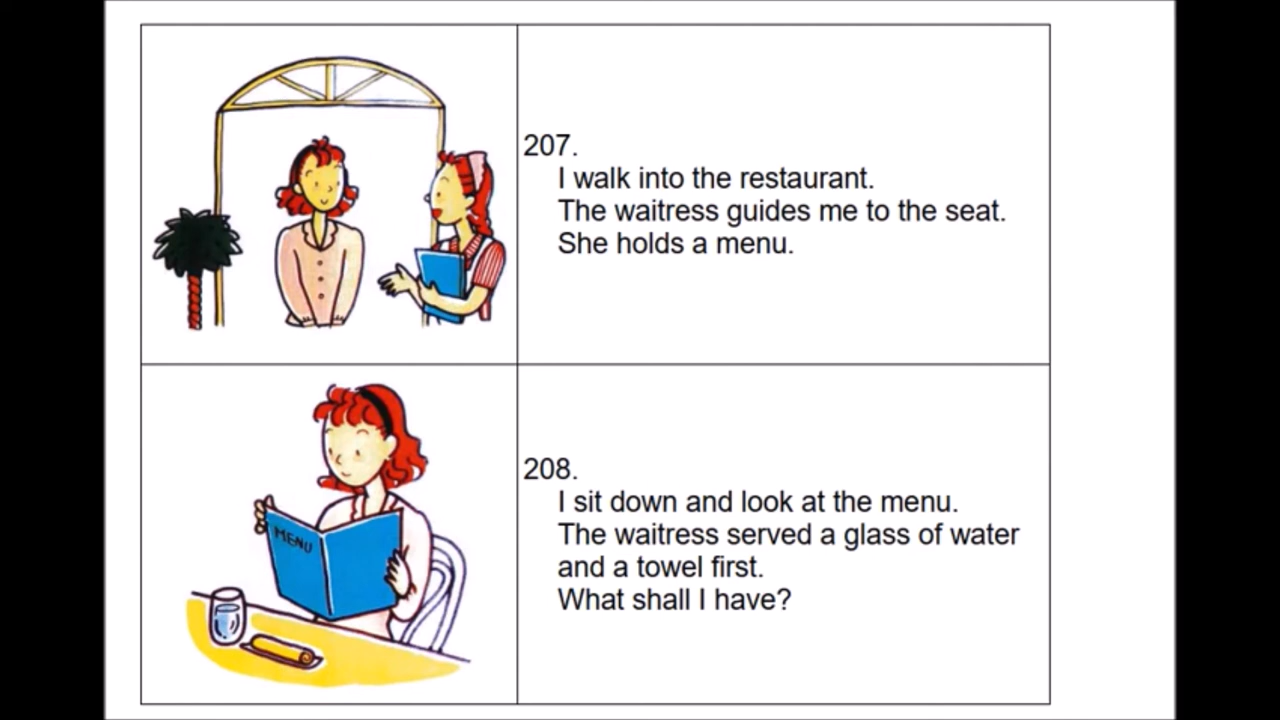 207.
I walk into the restaurant.
The waitress guides me to the seat.
She holds a menu.
MENU
208.
I sit down and look at the menu.
The waitress served a glass of water
and a towel first.
What shall I have?